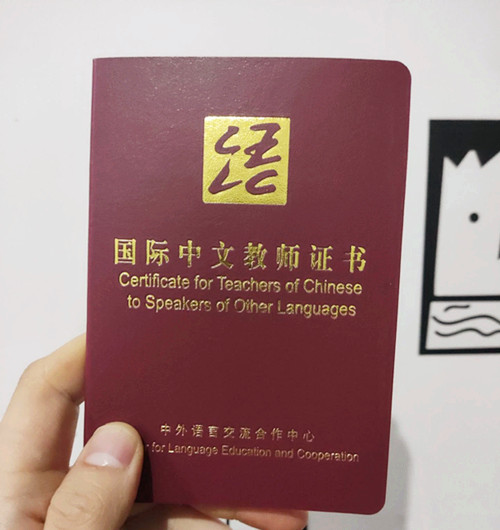 国际中文教师证书
Certificate for Teachers of Chinese
to Speakers of Other Languages
中外语言交流合作中心
for Language Education and Cooperation